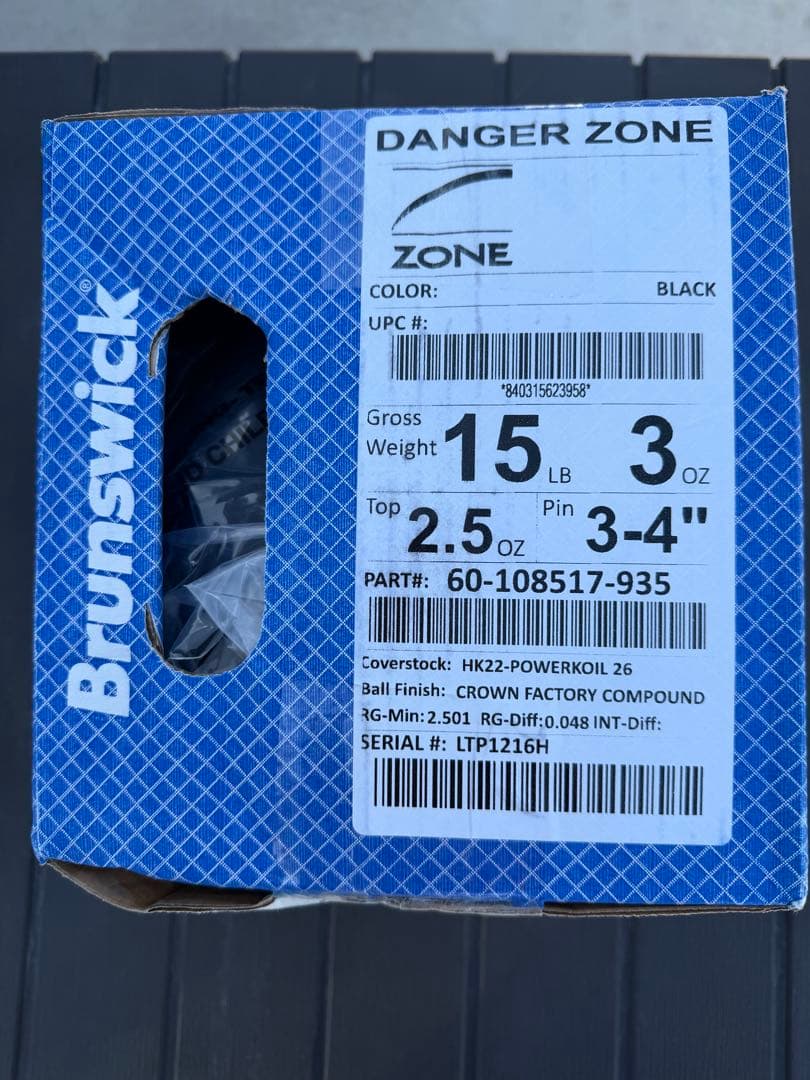 Brunswick®
DANGER ZONE
ZONE
COLOR: BLACK
UPC #:
*840315623958*
Gross Weight 15 LB 3 OZ
Top 2.5 OZ Pin 3-4"
PART#: 60-108517-935
Coverstock: HK22-POWERKOIL 26
Ball Finish: CROWN FACTORY COMPOUND
RG-Min:2.501 RG-Diff:0.048 INT-Diff:
SERIAL #: LTP1216H